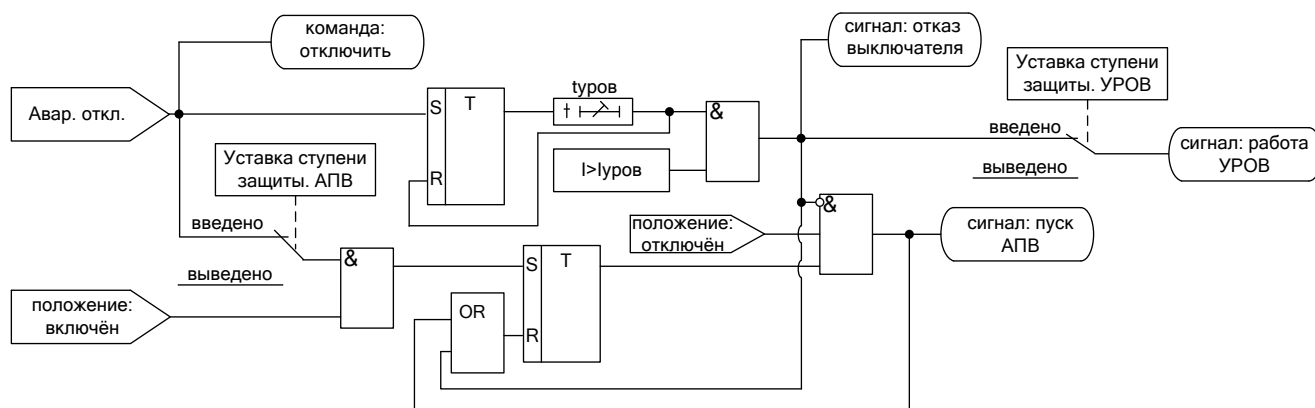 команда:
отключить
сигнал: отказ
выключателя
Уставка ступени
защиты. УРОВ
Авар. откл.
S
T
R
tуров
&
I>Iуров
введено
выведено
сигнал: работа
УРОВ
Уставка ступени
защиты. АПВ
введено
выведено
положение:
отключён
&
сигнал: пуск
АПВ
положение:
включён
&
S
T
R
OR